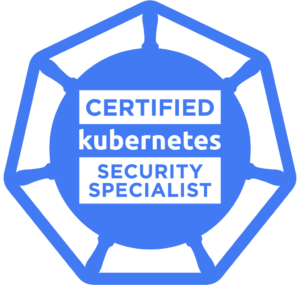 CERTIFIED
kubernetes
SECURITY
SPECIALIST